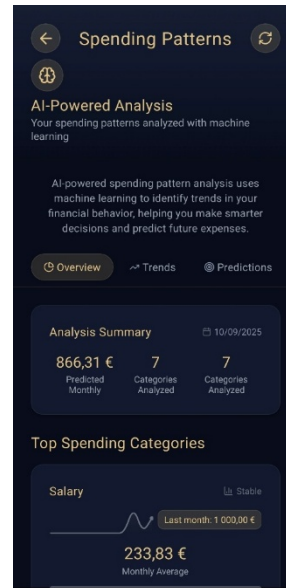 Spending Patterns
AI-Powered Analysis
Your spending patterns analyzed with machine
learning
AI-powered spending pattern analysis uses
machine learning to identify trends in your
financial behavior, helping you make smarter
decisions and predict future expenses.
Overview
Trends
Predictions
Analysis Summary
10/09/2025
866,31 €
7
7
Predicted
Monthly
Categories
Analyzed
Categories
Analyzed
Top Spending Categories
Salary
Stable
Last month: 1 000,00 €
233,83 €
Monthly Average